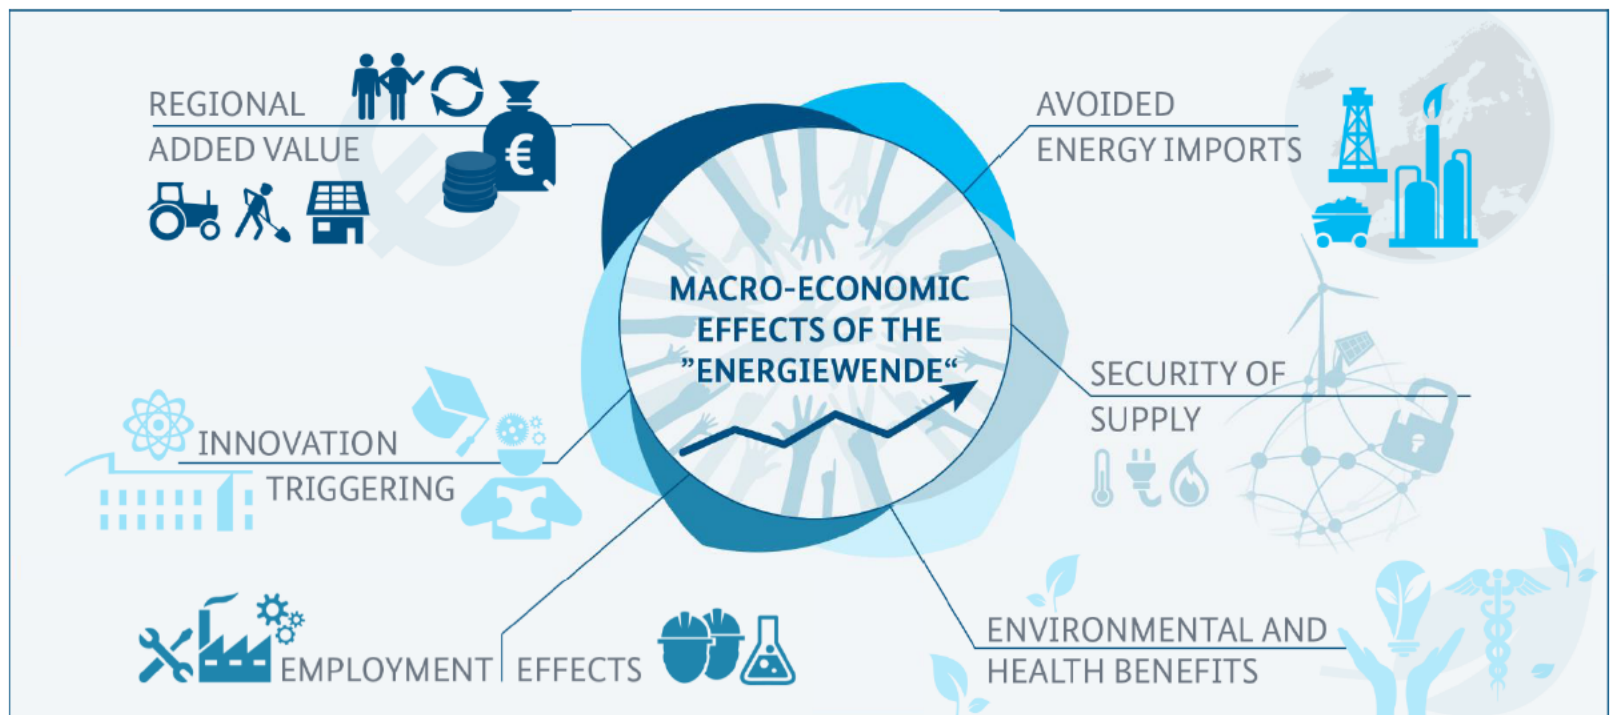 REGIONAL
ADDED VALUE
€
AVOIDED
ENERGY IMPORTS
MACRO-ECONOMIC
EFFECTS OF THE
”ENERGIEWENDE“
SECURITY OF
SUPPLY
INNOVATION
TRIGGERING
EMPLOYMENT EFFECTS
ENVIRONMENTAL AND
HEALTH BENEFITS